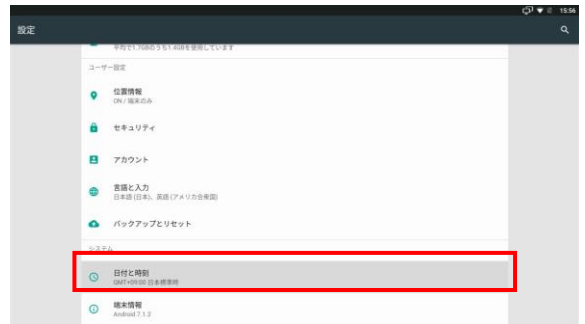 15:56
設定
平均で1.7GBのうち1.4GBを使用しています
ユーザー設定
位置情報
ON / 端末のみ
セキュリティ
アカウント
言語と入力
日本語 (日本)、英語 (アメリカ合衆国)
バックアップとリセット
システム
日付と時刻
GMT+09:00 日本標準時
端末情報
Android 7.1.2